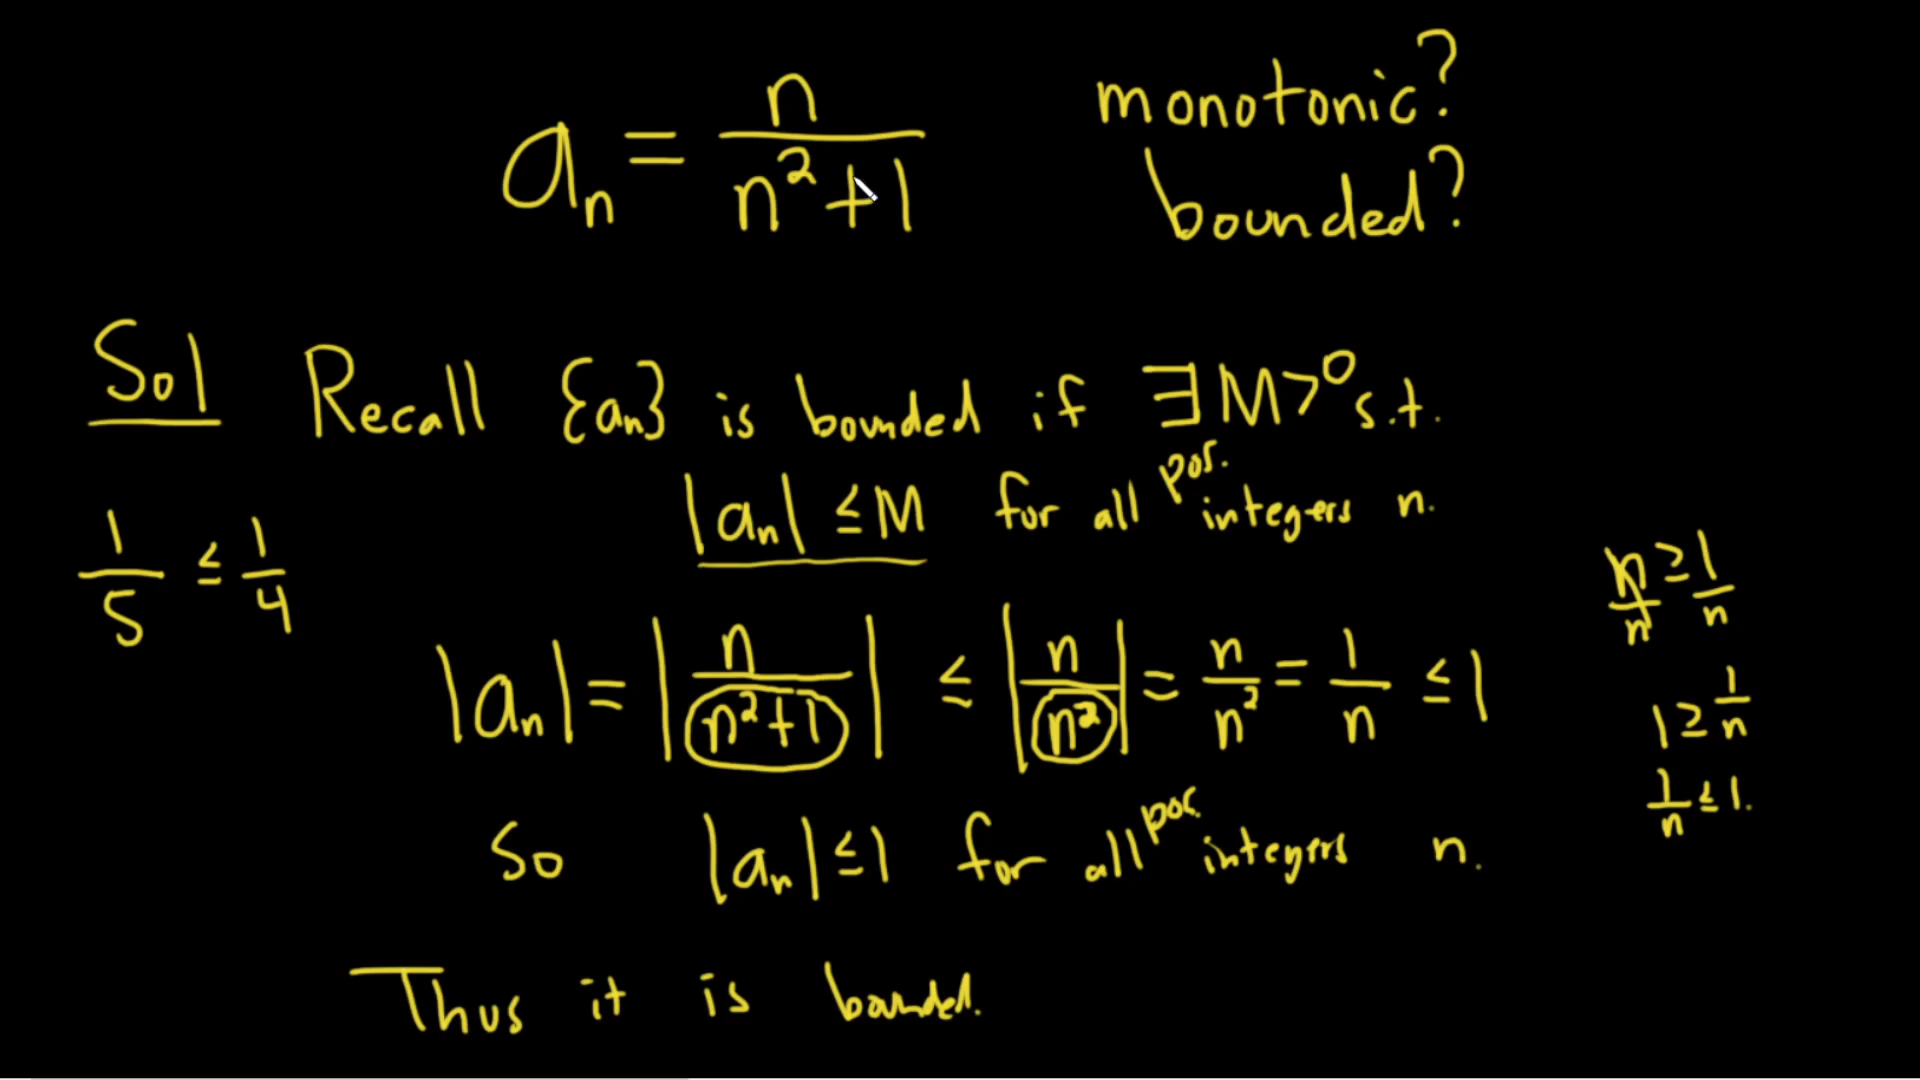 aₙ = n/(n²+1) monotonic?
bounded?
Sol Recall {aₙ} is bounded if ∃ M>0 s.t.
|aₙ| ≤ M for all pos. integers n.
1/5 ≤ 1/4
n/n ≥ 1/n
|aₙ| = |n/(n²+1)| ≤ |n/n²| = n/n² = 1/n ≤ 1
1 ≥ 1/n
1/n ≤ 1.
So |aₙ| ≤ 1 for all pos. integers n.
Thus it is bounded.